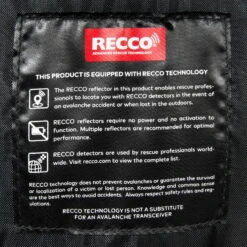 RECCO
ADVANCED RESCUE TECHNOLOGY
THIS PRODUCT IS EQUIPPED WITH RECCO TECHNOLOGY
The RECCO reflector in this product enables rescue profes-
sionals to locate you with RECCO detectors in the event of
an avalanche accident or when lost in the outdoors.
RECCO reflectors require no power and no activation to
function. Multiple reflectors are recommended for optimal
performance.
RECCO detectors are used by rescue professionals world-
wide. Visit recco.com to view the complete list.
RECCO technology does not prevent avalanches or guarantee the survival
or localization of a victim or lost person. Knowledge and common sense
are the best ways to avoid accidents. Always respect safety rules and reg-
ulations.
RECCO TECHNOLOGY IS NOT A SUBSTITUTE
FOR AN AVALANCHE TRANSCEIVER